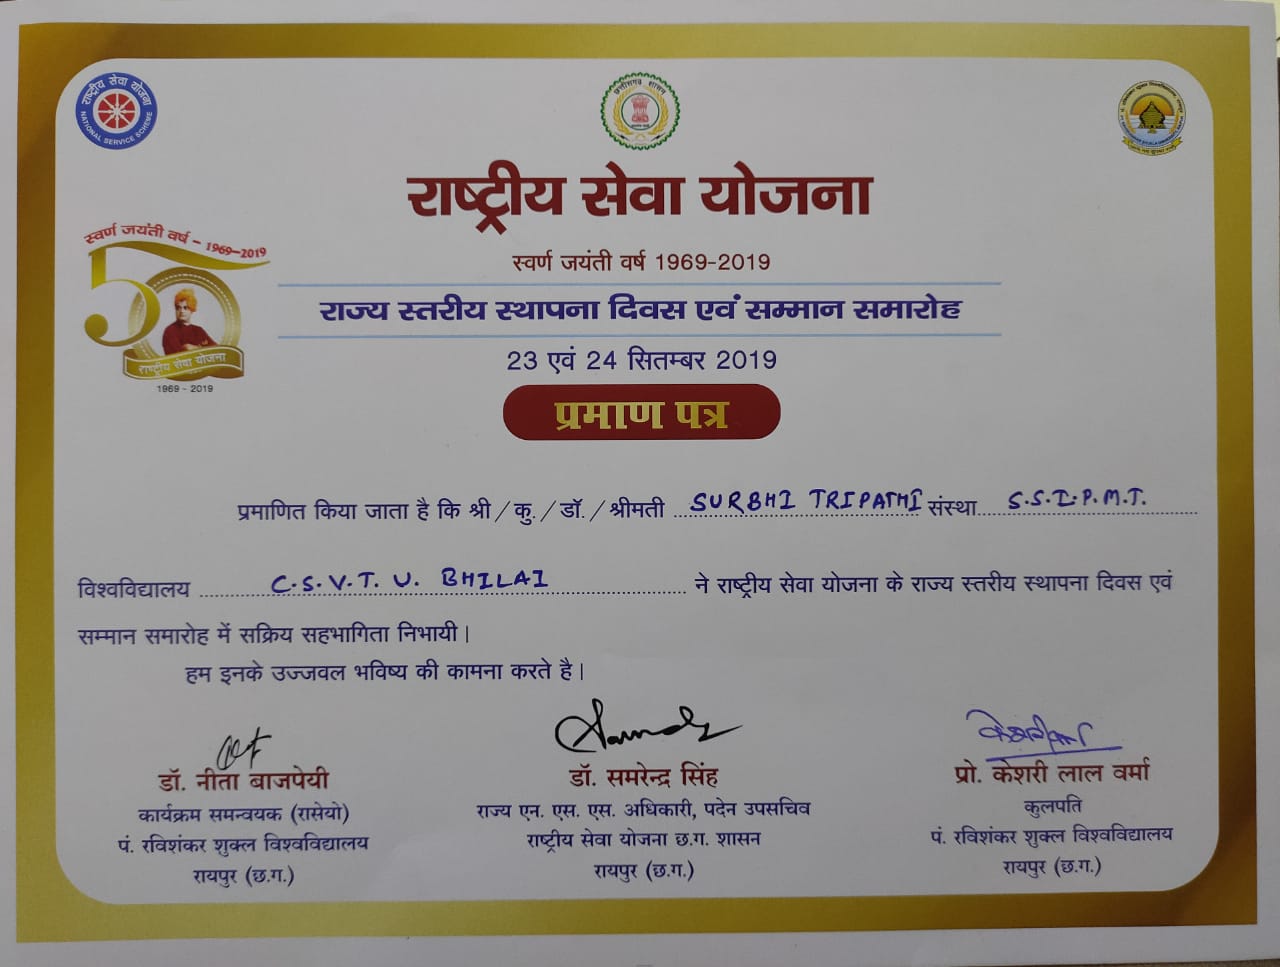 राष्ट्रीय सेवा योजना
NATIONAL SERVICE SCHEME
छत्तीसगढ़ शासन
राष्ट्रीय सेवा योजना
स्वर्ण जयंती वर्ष - 1969-2019
50
राष्ट्रीय सेवा योजना
1969 - 2019
स्वर्ण जयंती वर्ष 1969-2019
राज्य स्तरीय स्थापना दिवस एवं सम्मान समारोह
23 एवं 24 सितम्बर 2019
प्रमाण पत्र
प्रमाणित किया जाता है कि श्री / कु. / डॉ. / श्रीमती SURBHI TRIPATHI संस्था S.S.I.P.M.T.
विश्वविद्यालय C.S.V.T.U. BHILAI ने राष्ट्रीय सेवा योजना के राज्य स्तरीय स्थापना दिवस एवं
सम्मान समारोह में सक्रिय सहभागिता निभायी।
हम इनके उज्जवल भविष्य की कामना करते है।
डॉ. नीता बाजपेयी
कार्यक्रम समन्वयक (रासेयो)
पं. रविशंकर शुक्ल विश्वविद्यालय
रायपुर (छ.ग.)
डॉ. समरेन्द्र सिंह
राज्य एन. एस. एस. अधिकारी, पदेन उपसचिव
राष्ट्रीय सेवा योजना छ.ग. शासन
रायपुर (छ.ग.)
प्रो. केशरी लाल वर्मा
कुलपति
पं. रविशंकर शुक्ल विश्वविद्यालय
रायपुर (छ.ग.)